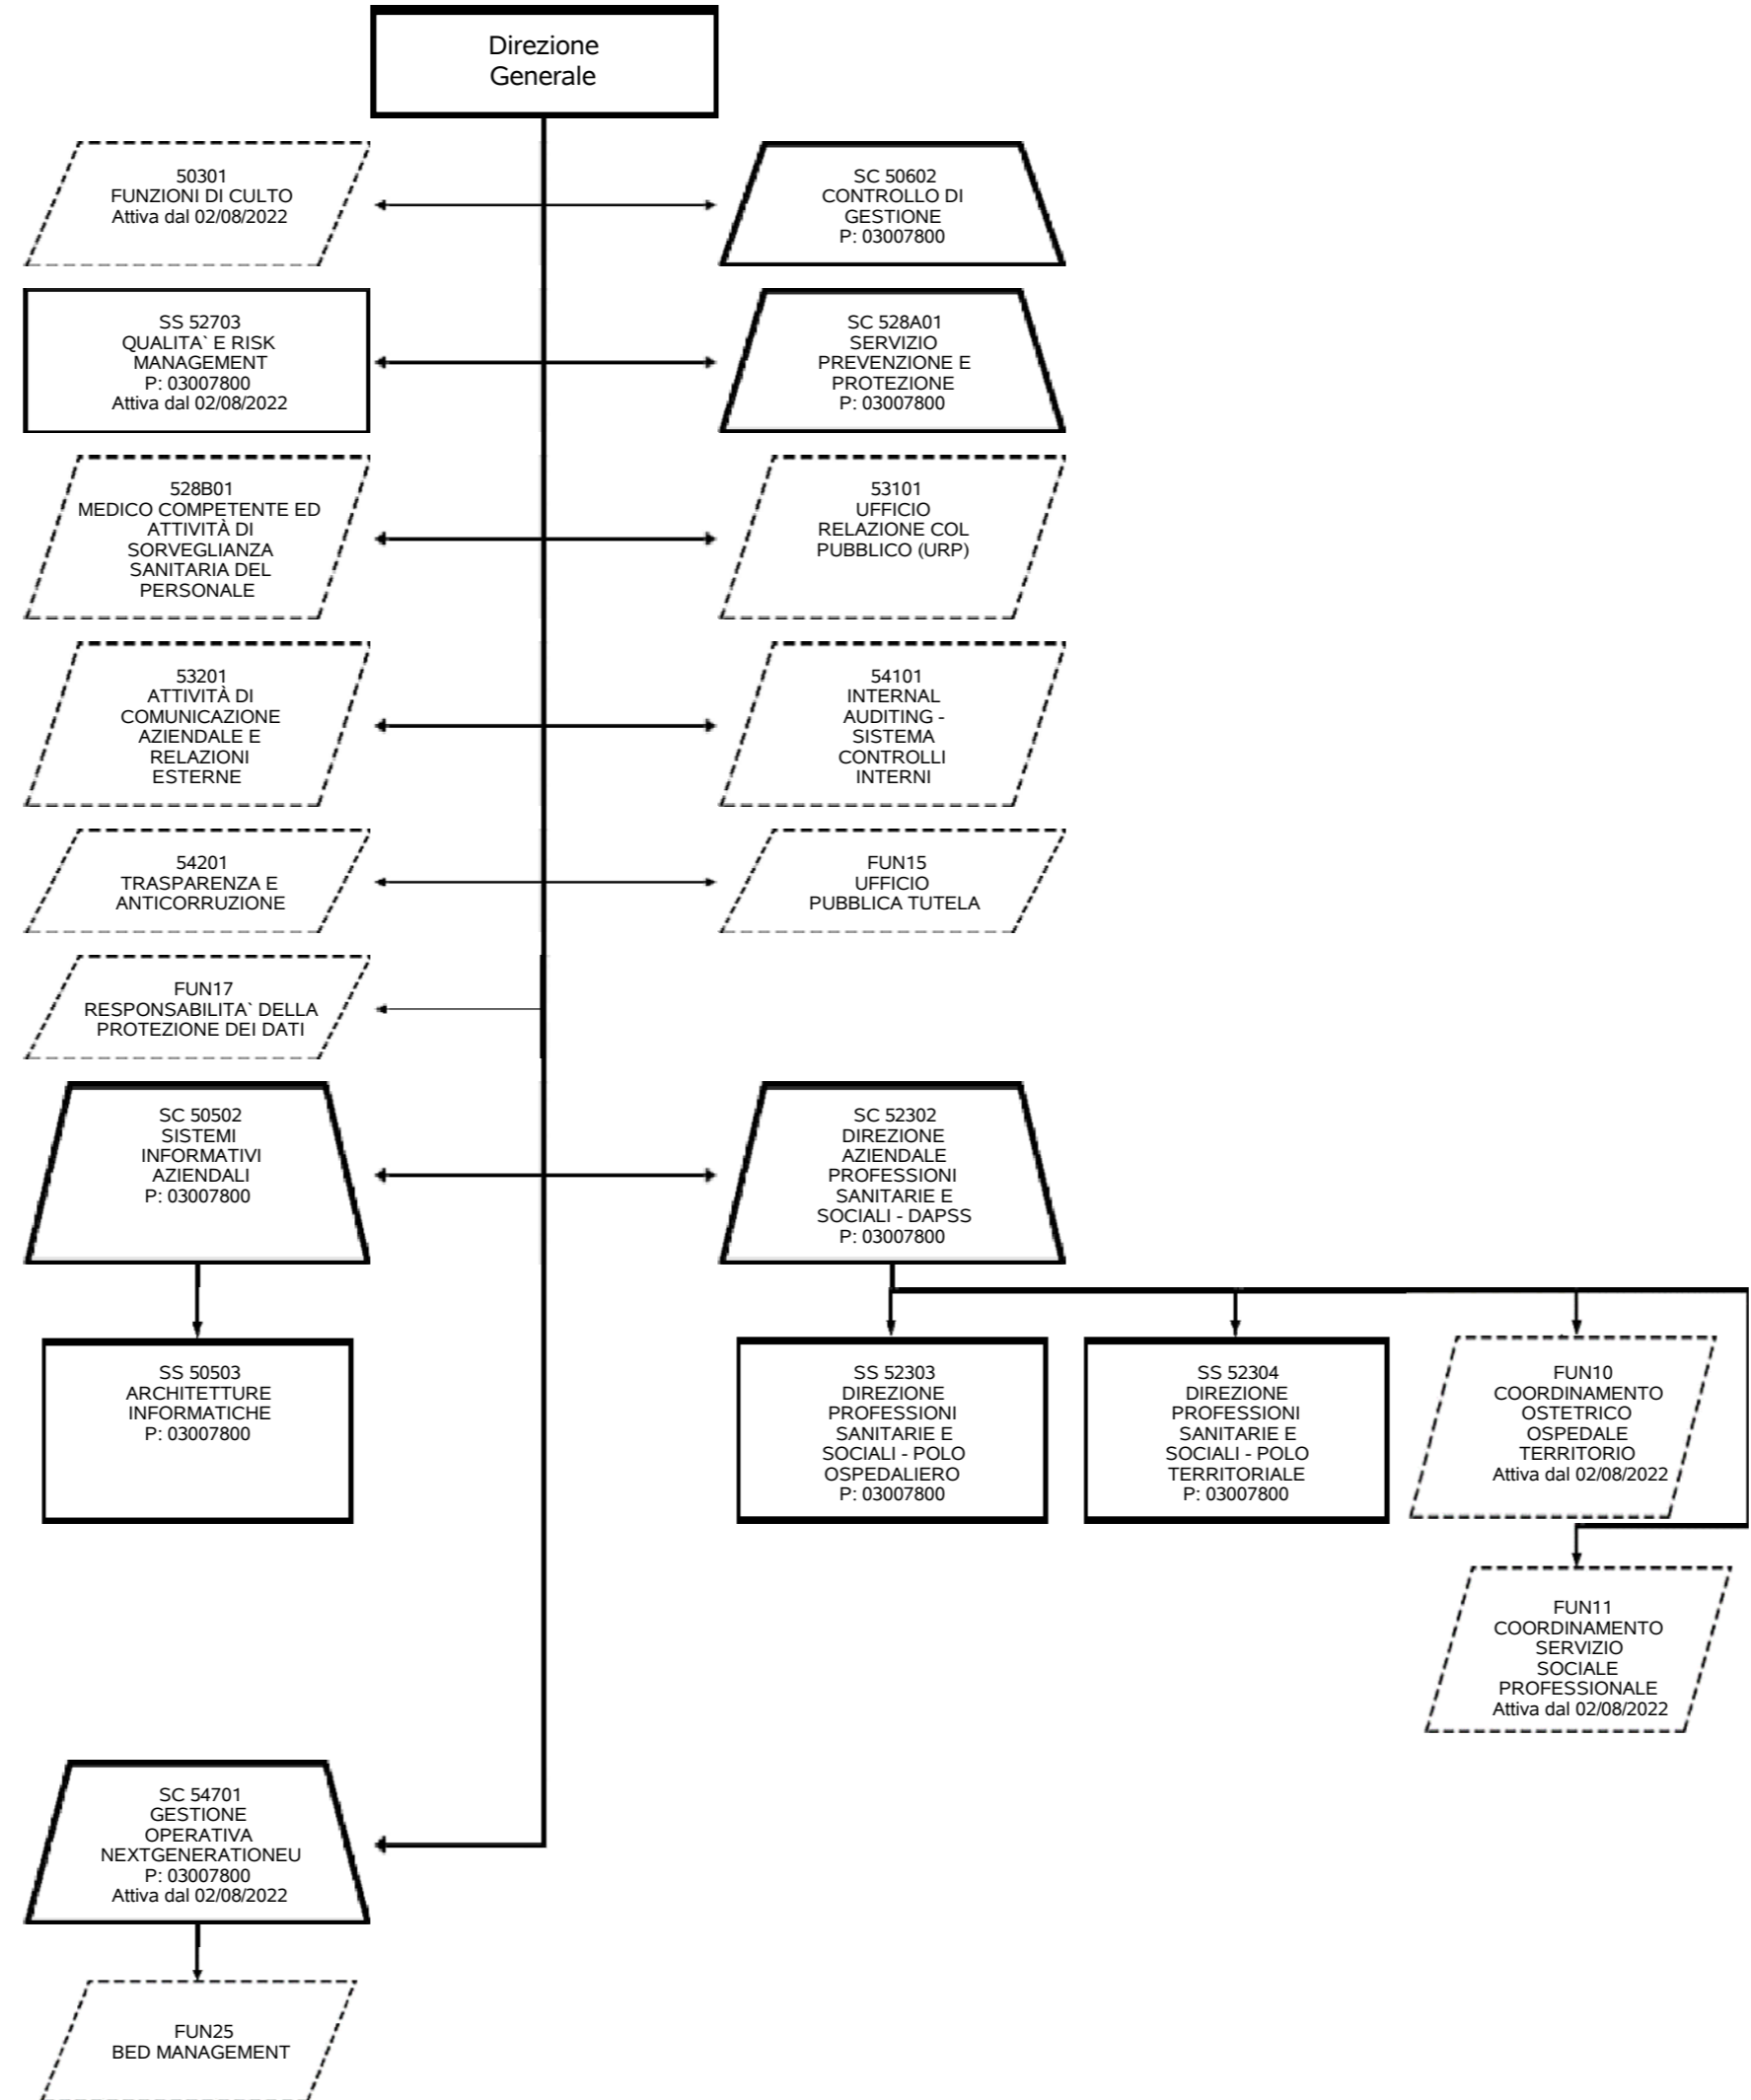 Direzione
Generale
50301
FUNZIONI DI CULTO
Attiva dal 02/08/2022
SC 50602
CONTROLLO DI
GESTIONE
P: 03007800
SS 52703
QUALITA` E RISK
MANAGEMENT
P: 03007800
Attiva dal 02/08/2022
SC 528A01
SERVIZIO
PREVENZIONE E
PROTEZIONE
P: 03007800
528B01
MEDICO COMPETENTE ED
ATTIVITÀ DI
SORVEGLIANZA
SANITARIA DEL
PERSONALE
53101
UFFICIO
RELAZIONE COL
PUBBLICO (URP)
53201
ATTIVITÀ DI
COMUNICAZIONE
AZIENDALE E
RELAZIONI
ESTERNE
54101
INTERNAL
AUDITING -
SISTEMA
CONTROLLI
INTERNI
54201
TRASPARENZA E
ANTICORRUZIONE
FUN15
UFFICIO
PUBBLICA TUTELA
FUN17
RESPONSABILITA` DELLA
PROTEZIONE DEI DATI
SC 50502
SISTEMI
INFORMATIVI
AZIENDALI
P: 03007800
SC 52302
DIREZIONE
AZIENDALE
PROFESSIONI
SANITARIE E
SOCIALI - DAPSS
P: 03007800
SS 50503
ARCHITETTURE
INFORMATICHE
P: 03007800
SS 52303
DIREZIONE
PROFESSIONI
SANITARIE E
SOCIALI - POLO
OSPEDALIERO
P: 03007800
SS 52304
DIREZIONE
PROFESSIONI
SANITARIE E
SOCIALI - POLO
TERRITORIALE
P: 03007800
FUN10
COORDINAMENTO
OSTETRICO
OSPEDALE
TERRITORIO
Attiva dal 02/08/2022
FUN11
COORDINAMENTO
SERVIZIO
SOCIALE
PROFESSIONALE
Attiva dal 02/08/2022
SC 54701
GESTIONE
OPERATIVA
NEXTGENERATIONEU
P: 03007800
Attiva dal 02/08/2022
FUN25
BED MANAGEMENT